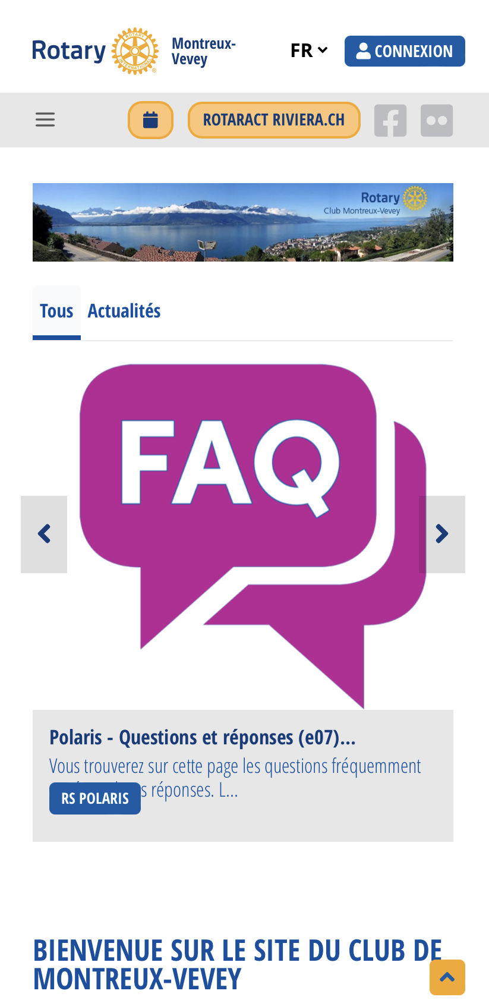 Rotary
ROTARY
INTERNATIONAL
Montreux-
Vevey
FR
CONNEXION
ROTARACT RIVIERA.CH
Rotary
Club Montreux-Vevey
Tous Actualités
FAQ
Polaris - Questions et réponses (e07)...
Vous trouverez sur cette page les questions fréquemment
réponses. L...
RS POLARIS
BIENVENUE SUR LE SITE DU CLUB DE
MONTREUX-VEVEY